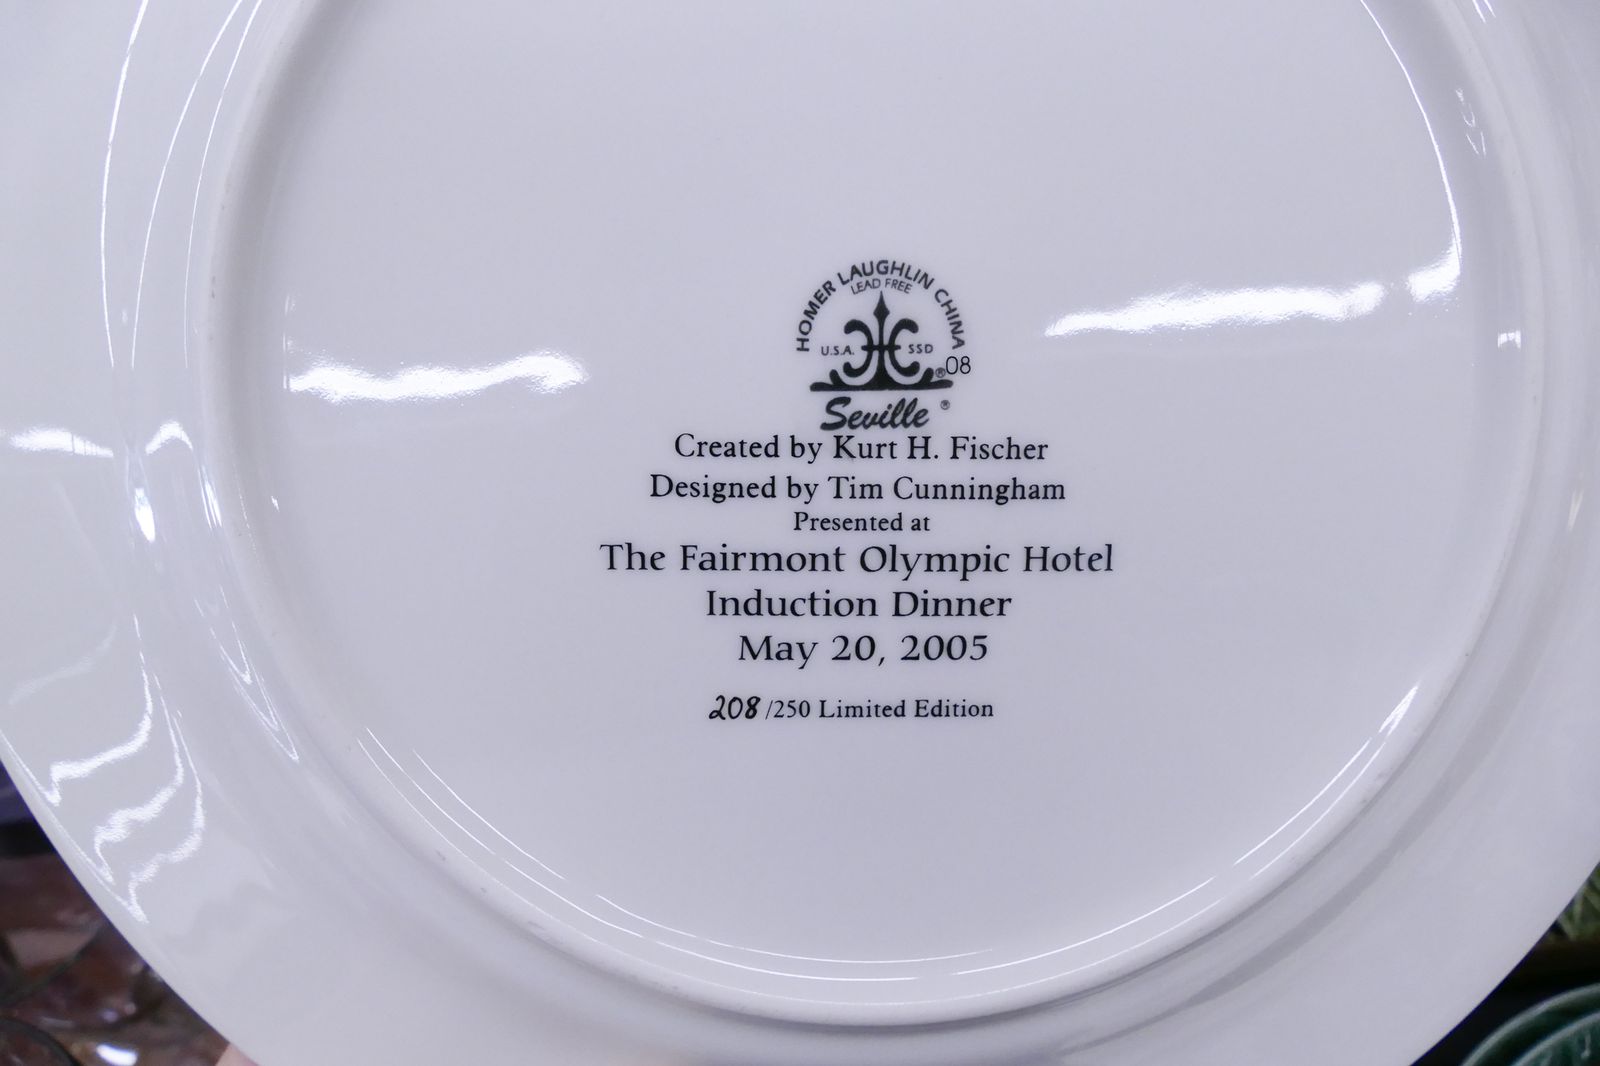 HOMER LAUGHLIN CHINA
LEAD FREE
U.S.A. SSD
®08
Seville ®
Created by Kurt H. Fischer
Designed by Tim Cunningham
Presented at
The Fairmont Olympic Hotel
Induction Dinner
May 20, 2005
208/250 Limited Edition